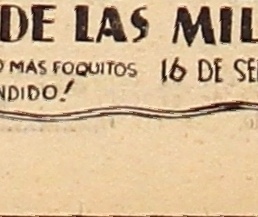 DE LAS MIL
MAS FOQUITOS 16 DE SE
NDIDO!